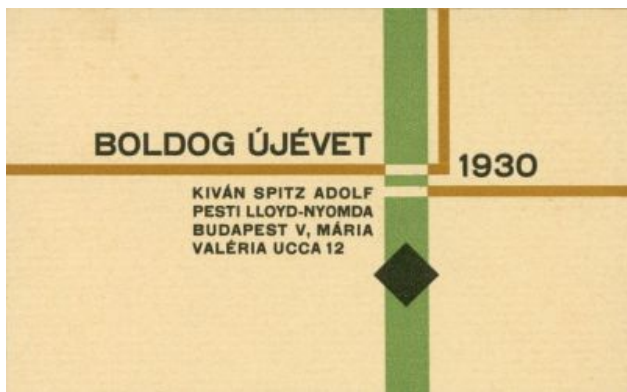 BOLDOG ÚJÉVET
1930
KIVÁN SPITZ ADOLF
PESTI LLOYD-NYOMDA
BUDAPEST V, MÁRIA
VALÉRIA UCCA 12